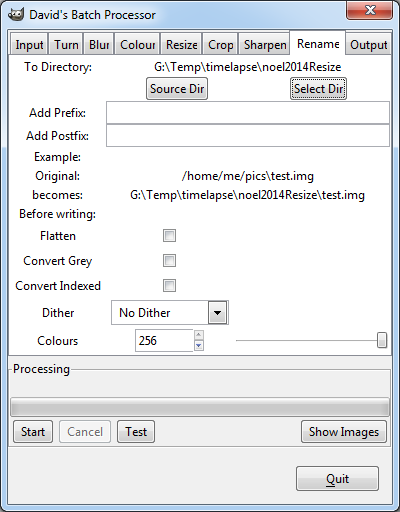 David's Batch Processor
Input Turn Blur Colour Resize Crop Sharpen Rename Output
To Directory: G:\Temp\timelapse\noel2014Resize
Source Dir Select Dir
Add Prefix:
Add Postfix:
Example:
Original: /home/me/pics\test.img
becomes: G:\Temp\timelapse\noel2014Resize\test.img
Before writing:
Flatten
Convert Grey
Convert Indexed
Dither No Dither
Colours 256
Processing
Start Cancel Test Show Images
Quit